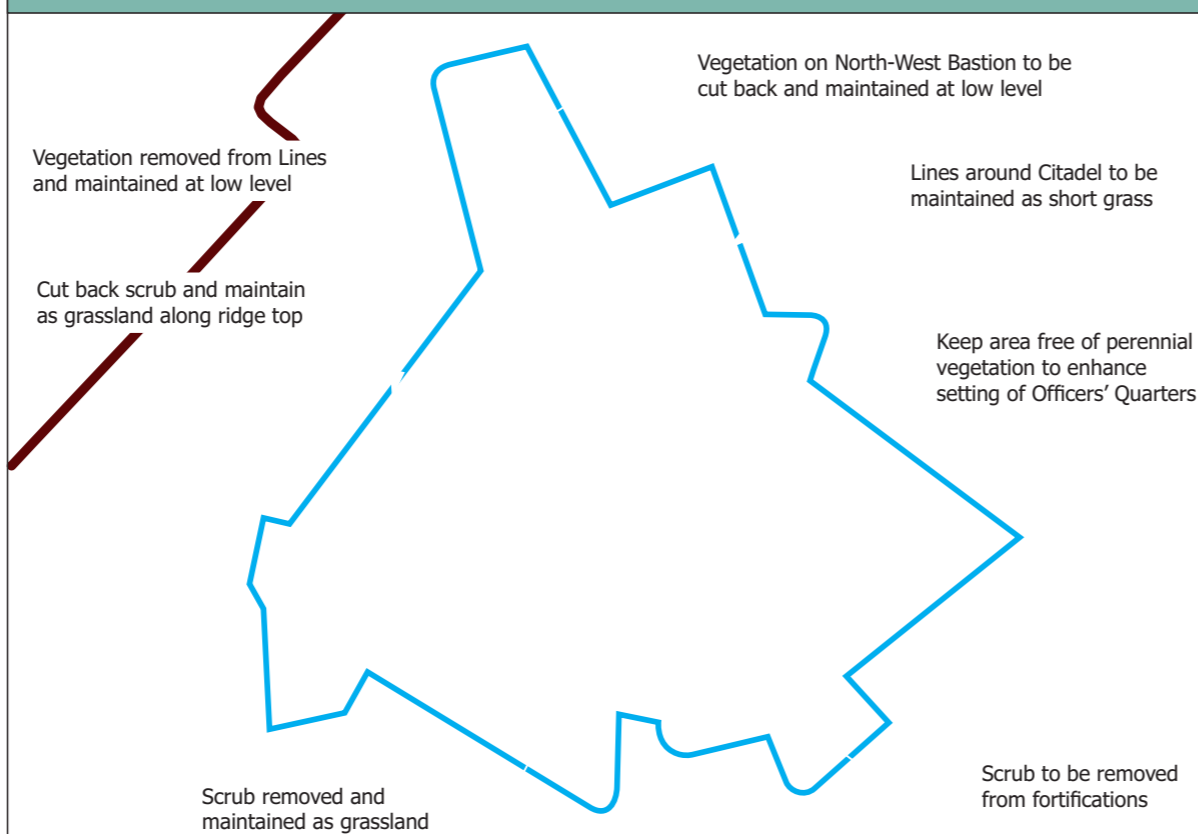 Vegetation on North-West Bastion to be
cut back and maintained at low level
Vegetation removed from Lines
and maintained at low level
Lines around Citadel to be
maintained as short grass
Cut back scrub and maintain
as grassland along ridge top
Keep area free of perennial
vegetation to enhance
setting of Officers’ Quarters
Scrub to be removed
from fortifications
Scrub removed and
maintained as grassland